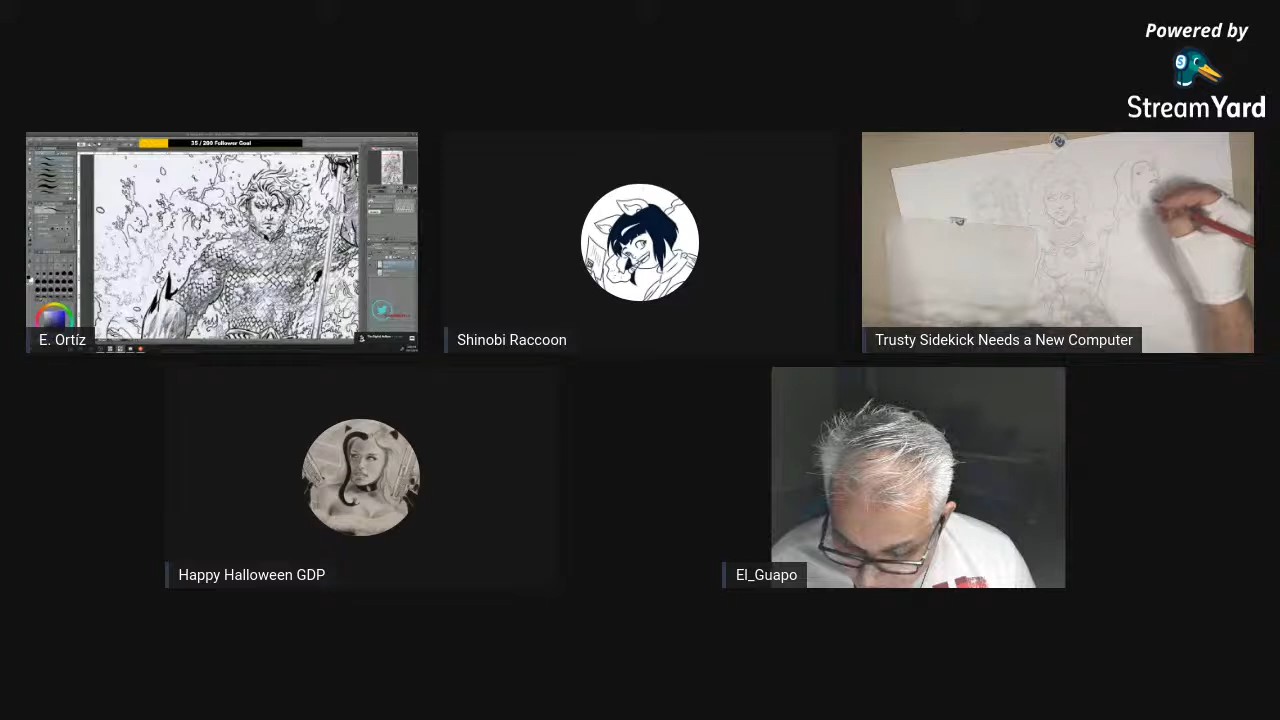 Powered by
StreamYard
35 / 200 Follower Goal
E. Ortíz
Shinobi Raccoon
Trusty Sidekick Needs a New Computer
Happy Halloween GDP
El_Guapo